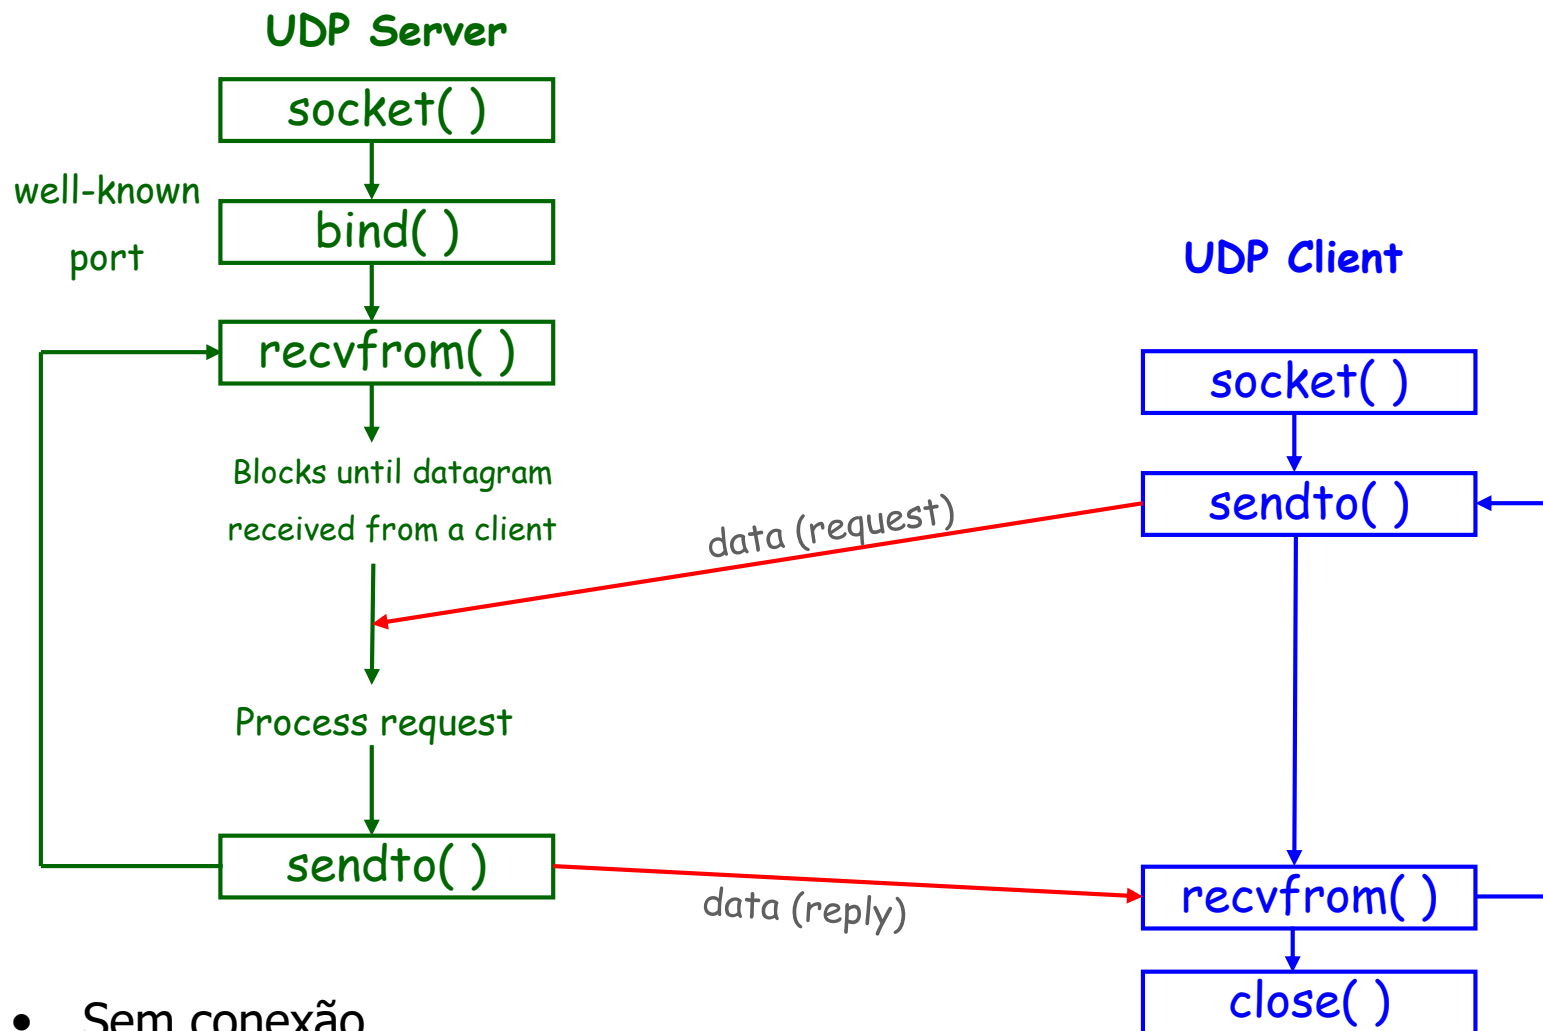 UDP Server
socket( )
well-known
port
bind( )
recvfrom( )
Blocks until datagram
received from a client
Process request
sendto( )
data (request)
data (reply)
UDP Client
socket( )
sendto( )
recvfrom( )
close( )
• Sem conexão